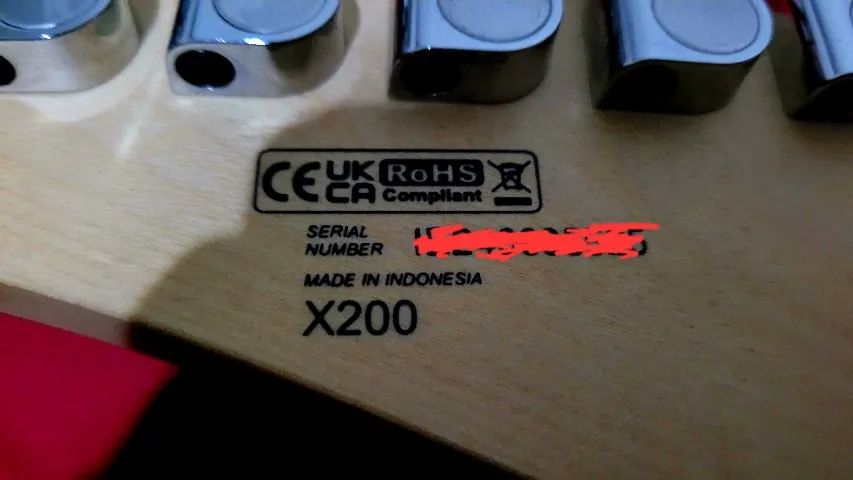 CE UK CA RoHS Compliant
SERIAL NUMBER
MADE IN INDONESIA
X200